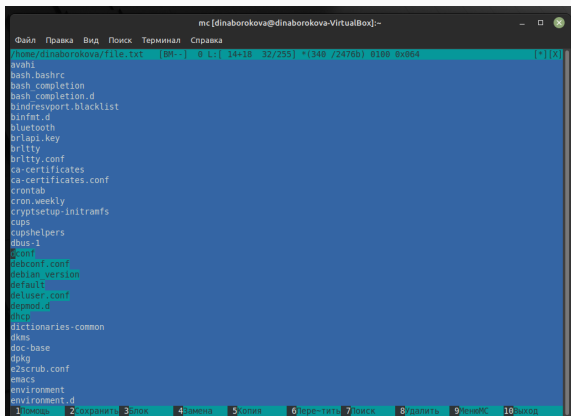 mc [dinaborokova@dinaborokova-VirtualBox]:~
Файл Правка Вид Поиск Терминал Справка
/home/dinaborokova/file.txt [BM--] 0 L:[ 14+18 32/255] *(340 /2476b) 0100 0x064 [*][X]
avahi
bash.bashrc
bash_completion
bash_completion.d
bindresvport.blacklist
binfmt.d
bluetooth
brlapi.key
brltty
brltty.conf
ca-certificates
ca-certificates.conf
crontab
cron.weekly
cryptsetup-initramfs
cups
cupshelpers
dbus-1
dconf
debconf.conf
debian_version
default
deluser.conf
depmod.d
dhcp
dictionaries-common
dkms
doc-base
dpkg
e2scrub.conf
emacs
environment
environment.d
1Помощь 2Сохранить 3Блок 4Замена 5Копия 6Пере~тить 7Поиск 8Удалить 9МенюMC 10Выход